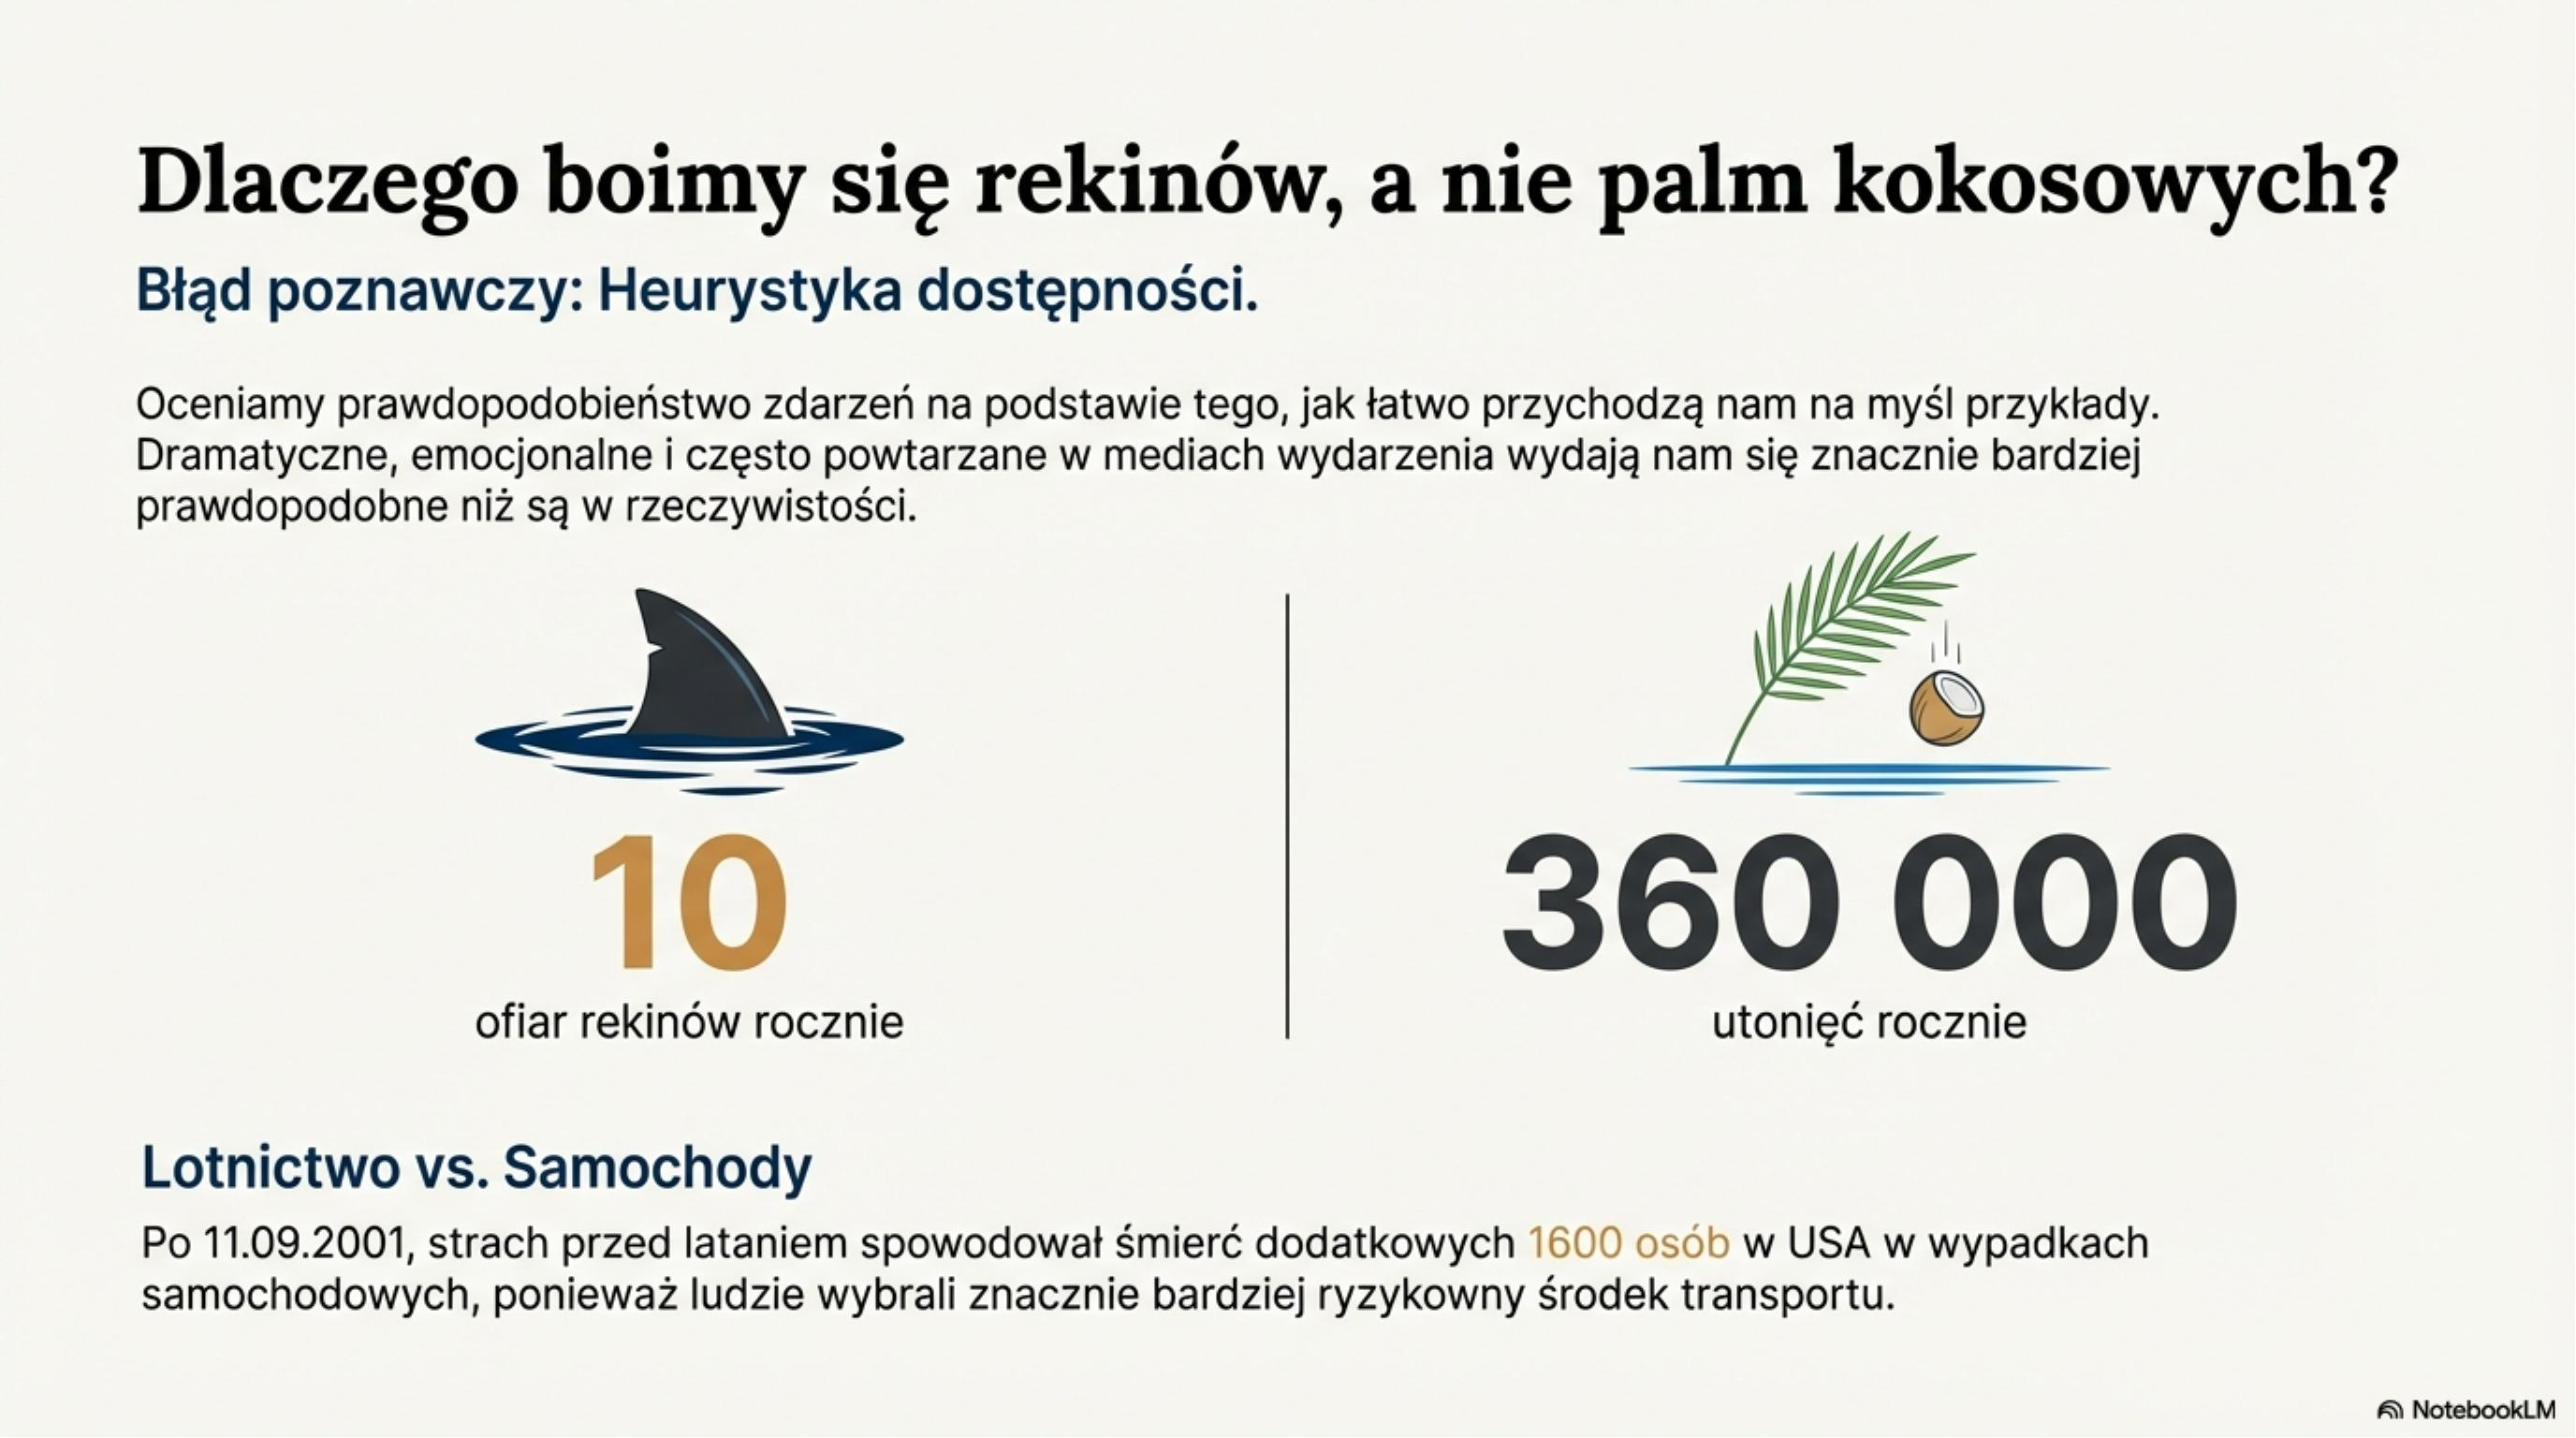 Dlaczego boimy się rekinów, a nie palm kokosowych?
Błąd poznawczy: Heurystyka dostępności.
Oceniamy prawdopodobieństwo zdarzeń na podstawie tego, jak łatwo przychodzą nam na myśl przykłady.
Dramatyczne, emocjonalne i często powtarzane w mediach wydarzenia wydają nam się znacznie bardziej
prawdopodobne niż są w rzeczywistości.
10
ofiar rekinów rocznie
360 000
utonięć rocznie
Lotnictwo vs. Samochody
Po 11.09.2001, strach przed lataniem spowodował śmierć dodatkowych 1600 osób w USA w wypadkach
samochodowych, ponieważ ludzie wybrali znacznie bardziej ryzykowny środek transportu.
NotebookLM